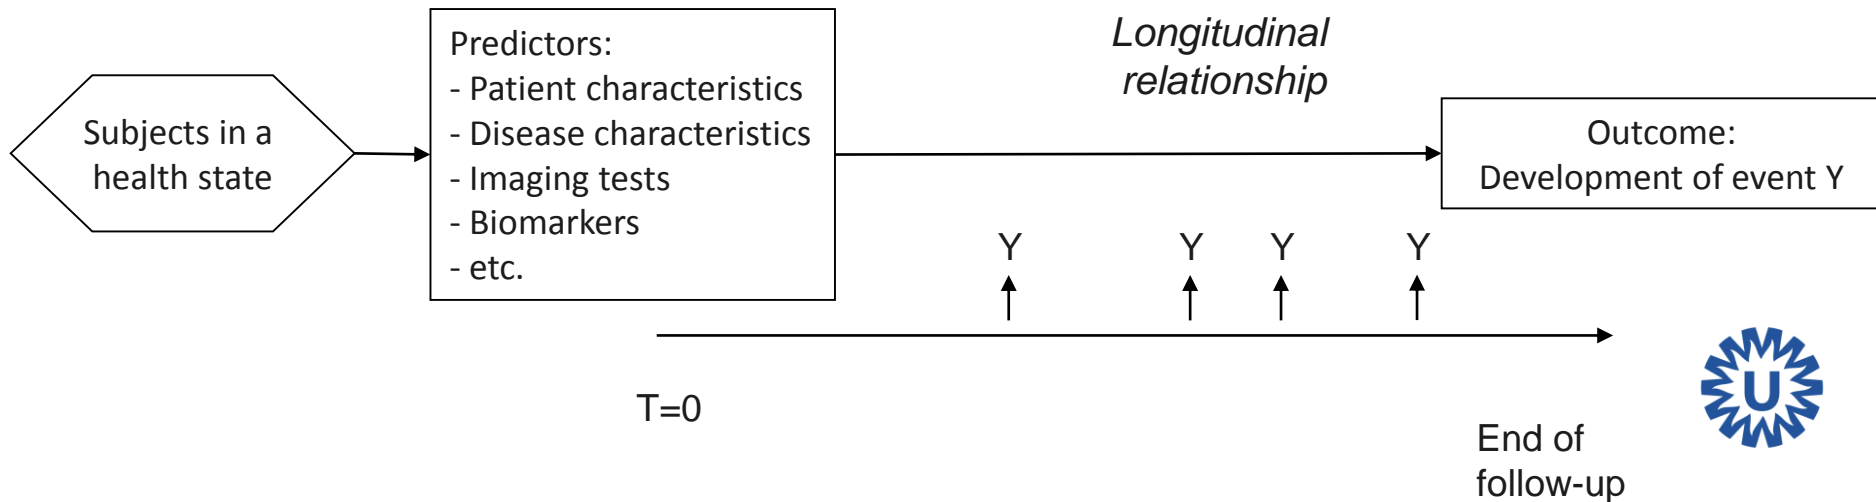 Subjects in a
health state
Predictors:
- Patient characteristics
- Disease characteristics
- Imaging tests
- Biomarkers
- etc.
Longitudinal
relationship
Outcome:
Development of event Y
Y Y Y Y
T=0
End of
follow-up
U